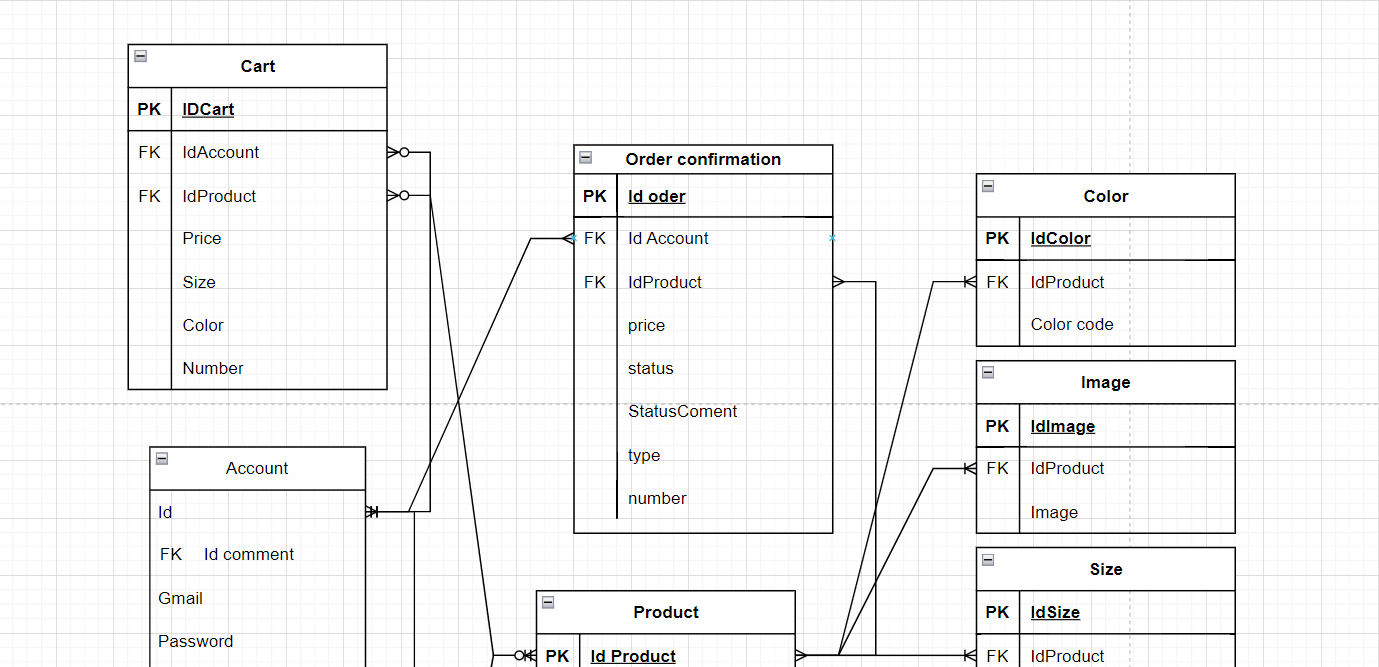 Cart
PK IDCart
FK IdAccount
FK IdProduct
Price
Size
Color
Number
Order confirmation
PK Id oder
FK Id Account
FK IdProduct
price
status
StatusComent
type
number
Color
PK IdColor
FK IdProduct
Color code
Image
PK IdImage
FK IdProduct
Image
Account
Id
FK Id comment
Gmail
Password
Product
PK Id Product
Size
PK IdSize
FK IdProduct